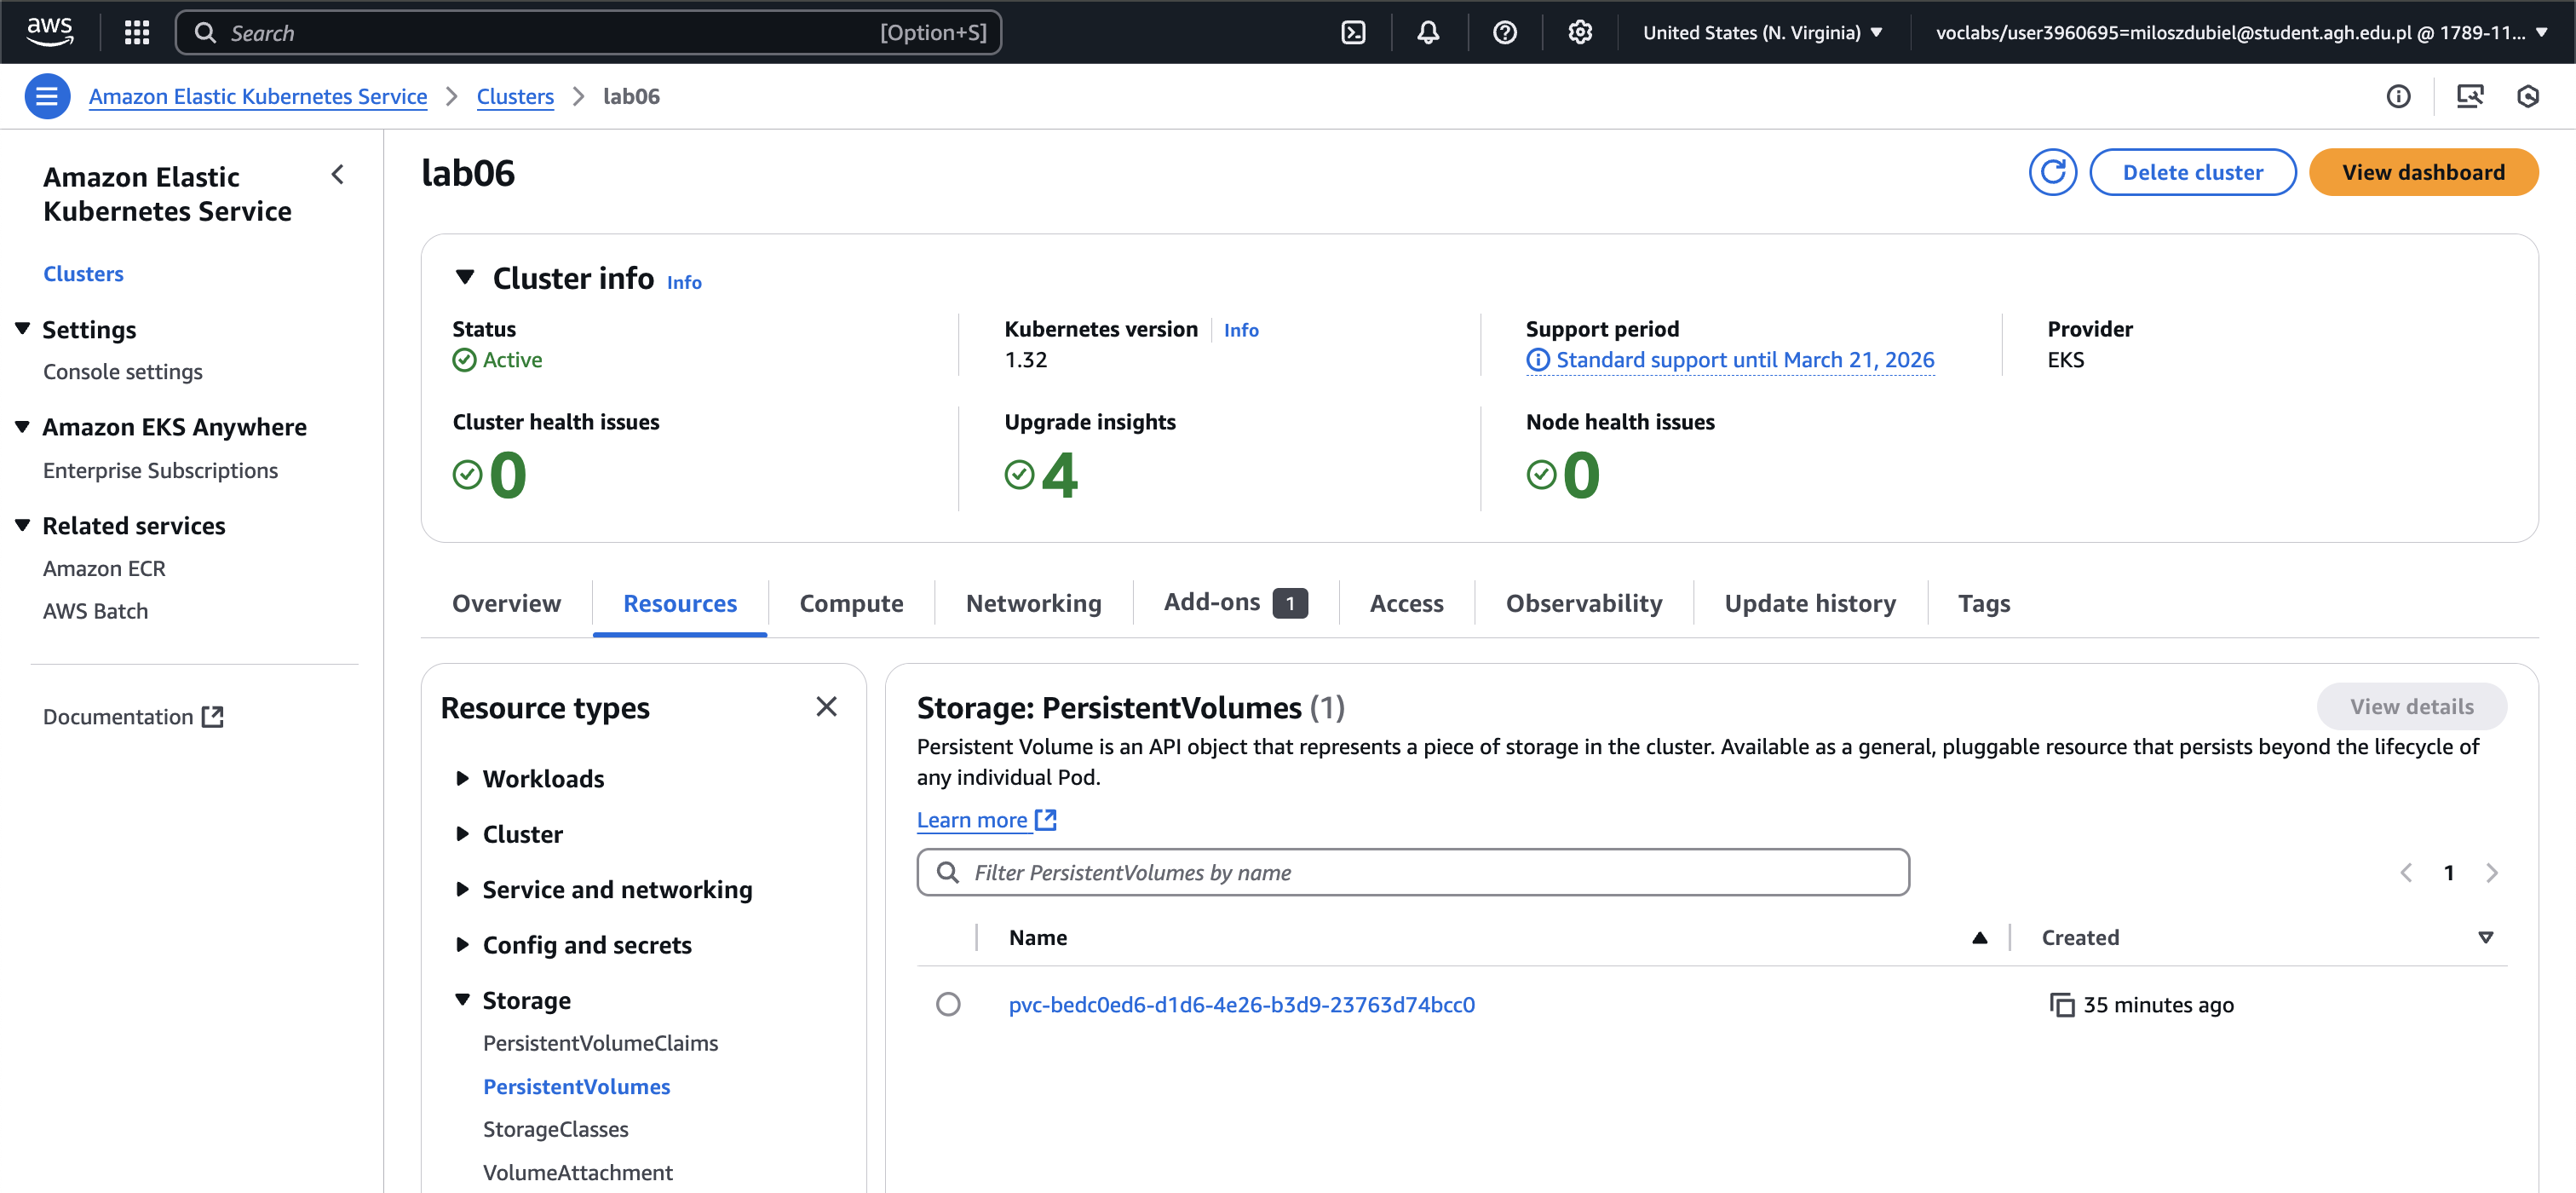 aws
Search
[Option+S]
United States (N. Virginia)
voclabs/user3960695=miloszdubiel@student.agh.edu.pl @ 1789-11...
Amazon Elastic Kubernetes Service
Clusters
lab06
Amazon Elastic
Kubernetes Service
Clusters
Settings
Console settings
Amazon EKS Anywhere
Enterprise Subscriptions
Related services
Amazon ECR
AWS Batch
Documentation
lab06
Delete cluster
View dashboard
Cluster info
Info
Status
Active
Kubernetes version
Info
1.32
Support period
Standard support until March 21, 2026
Provider
EKS
Cluster health issues
0
Upgrade insights
4
Node health issues
0
Overview
Resources
Compute
Networking
Add-ons
1
Access
Observability
Update history
Tags
Resource types
Workloads
Cluster
Service and networking
Config and secrets
Storage
PersistentVolumeClaims
PersistentVolumes
StorageClasses
VolumeAttachment
Storage: PersistentVolumes (1)
View details
Persistent Volume is an API object that represents a piece of storage in the cluster. Available as a general, pluggable resource that persists beyond the lifecycle of
any individual Pod.
Learn more
Filter PersistentVolumes by name
1
Name
Created
pvc-bedc0ed6-d1d6-4e26-b3d9-23763d74bcc0
35 minutes ago